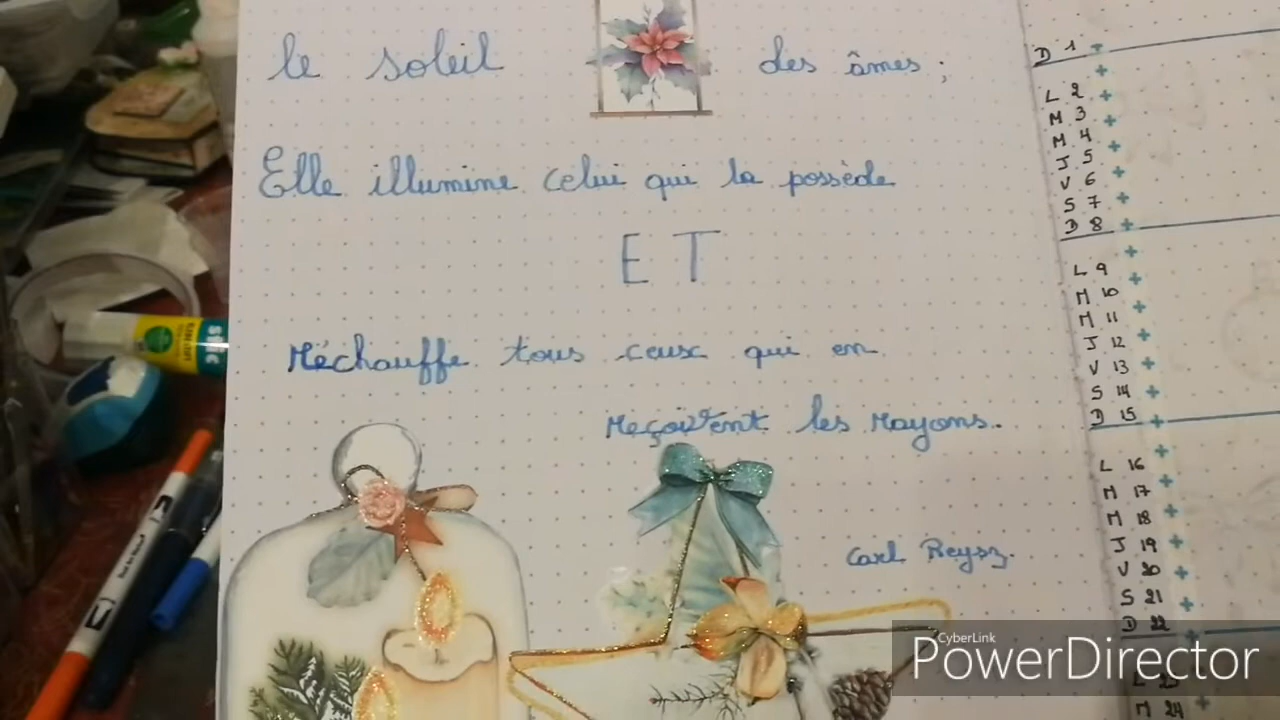 le soleil des âmes ;
Elle illumine celui qui la possède
ET
Réchauffe tous ceux qui en
Reçoivent les Rayons.
Carl Reysz.
D 1
L 2
M 3
M 4
J 5
V 6
S 7
D 8
L 9
M 10
M 11
J 12
V 13
S 14
D 15
L 16
M 17
M 18
J 19
V 20
S 21
D 22
M 24
stic
CyberLink
PowerDirector